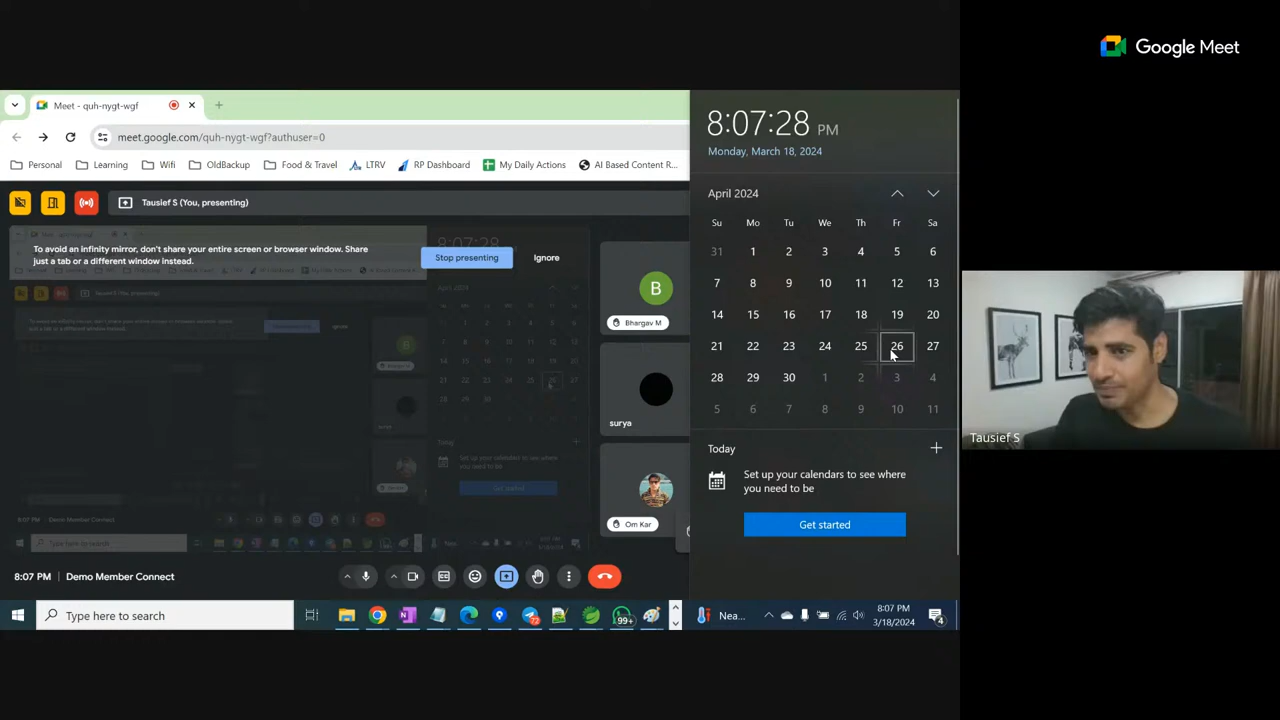 Google Meet
Meet - quh-nygt-wgf
meet.google.com/quh-nygt-wgf?authuser=0
Personal Learning Wifi OldBackup Food & Travel LTRV RP Dashboard My Daily Actions AI Based Content R...
Tausief S (You, presenting)
To avoid an infinity mirror, don't share your entire screen or browser window. Share
just a tab or a different window instead.
Stop presenting Ignore
B
Bhargav M
surya
Om Kar
8:07 PM Demo Member Connect
8:07:28 PM
Monday, March 18, 2024
April 2024
Su Mo Tu We Th Fr Sa
31 1 2 3 4 5 6
7 8 9 10 11 12 13
14 15 16 17 18 19 20
21 22 23 24 25 26 27
28 29 30 1 2 3 4
5 6 7 8 9 10 11
Today
Set up your calendars to see where
you need to be
Get started
Type here to search
72
99+
Nea...
8:07 PM
3/18/2024
4
Tausief S